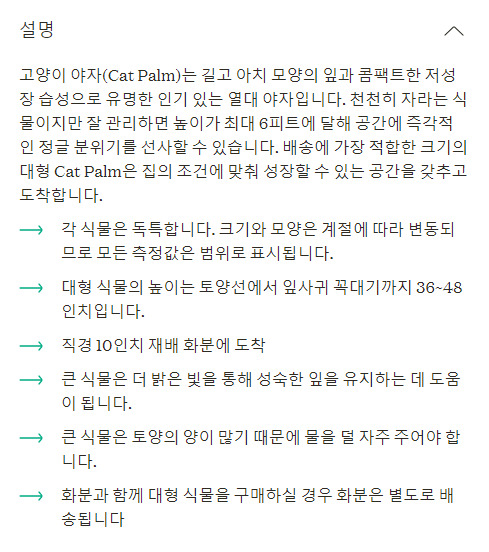 설명
고양이 야자(Cat Palm)는 길고 아치 모양의 잎과 콤팩트한 저성
장 습성으로 유명한 인기 있는 열대 야자입니다. 천천히 자라는 식
물이지만 잘 관리하면 높이가 최대 6피트에 달해 공간에 즉각적
인 정글 분위기를 선사할 수 있습니다. 배송에 가장 적합한 크기의
대형 Cat Palm은 집의 조건에 맞춰 성장할 수 있는 공간을 갖추고
도착합니다.
각 식물은 독특합니다. 크기와 모양은 계절에 따라 변동되
므로 모든 측정값은 범위로 표시됩니다.
대형 식물의 높이는 토양선에서 잎사귀 꼭대기까지 36~48
인치입니다.
직경 10인치 재배 화분에 도착
큰 식물은 더 밝은 빛을 통해 성숙한 잎을 유지하는 데 도움
이 됩니다.
큰 식물은 토양의 양이 많기 때문에 물을 덜 자주 주어야 합
니다.
화분과 함께 대형 식물을 구매하실 경우 화분은 별도로 배
송됩니다